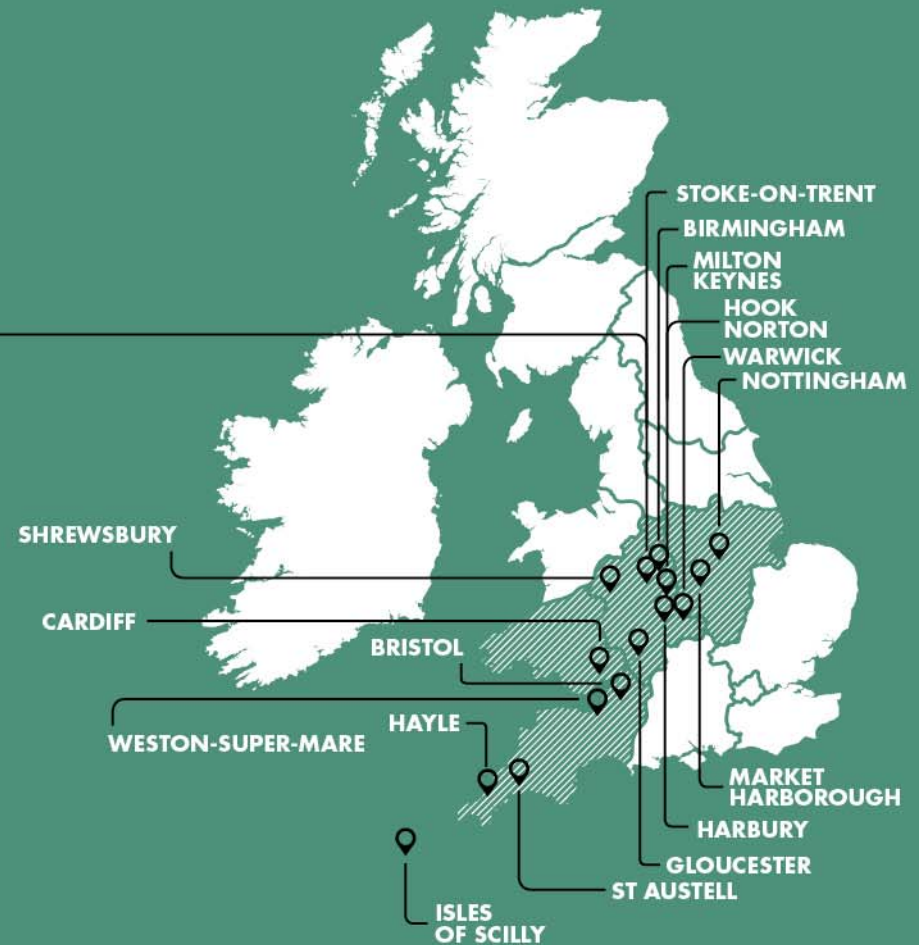 STOKE-ON-TRENT
BIRMINGHAM
MILTON
KEYNES
HOOK
NORTON
WARWICK
NOTTINGHAM
SHREWSBURY
CARDIFF
BRISTOL
HAYLE
WESTON-SUPER-MARE
MARKET
HARBOROUGH
HARBURY
GLOUCESTER
ST AUSTELL
ISLES
OF SCILLY